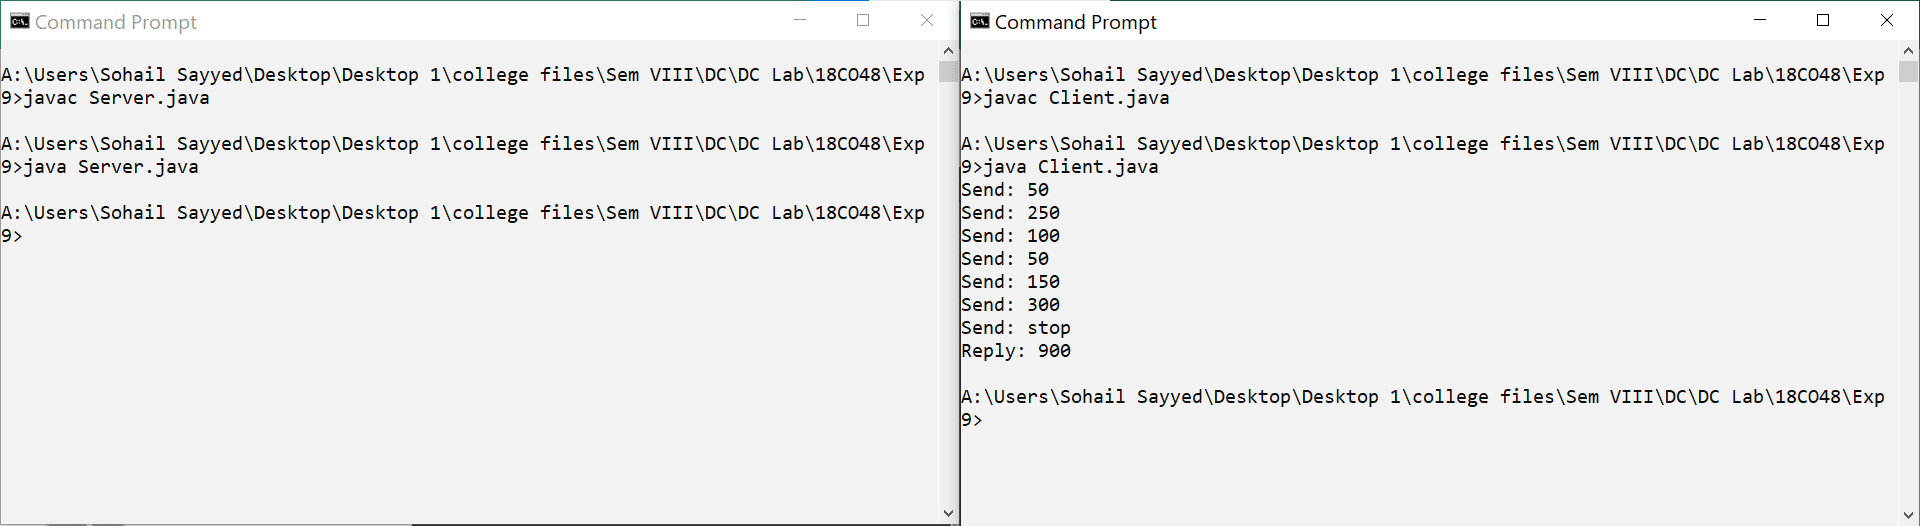 Command Prompt
A:\Users\Sohail Sayyed\Desktop\Desktop 1\college files\Sem VIII\DC\DC Lab\18CO48\Exp
9>javac Server.java
A:\Users\Sohail Sayyed\Desktop\Desktop 1\college files\Sem VIII\DC\DC Lab\18CO48\Exp
9>java Server.java
A:\Users\Sohail Sayyed\Desktop\Desktop 1\college files\Sem VIII\DC\DC Lab\18CO48\Exp
9>
Command Prompt
A:\Users\Sohail Sayyed\Desktop\Desktop 1\college files\Sem VIII\DC\DC Lab\18CO48\Exp
9>javac Client.java
A:\Users\Sohail Sayyed\Desktop\Desktop 1\college files\Sem VIII\DC\DC Lab\18CO48\Exp
9>java Client.java
Send: 50
Send: 250
Send: 100
Send: 50
Send: 150
Send: 300
Send: stop
Reply: 900
A:\Users\Sohail Sayyed\Desktop\Desktop 1\college files\Sem VIII\DC\DC Lab\18CO48\Exp
9>